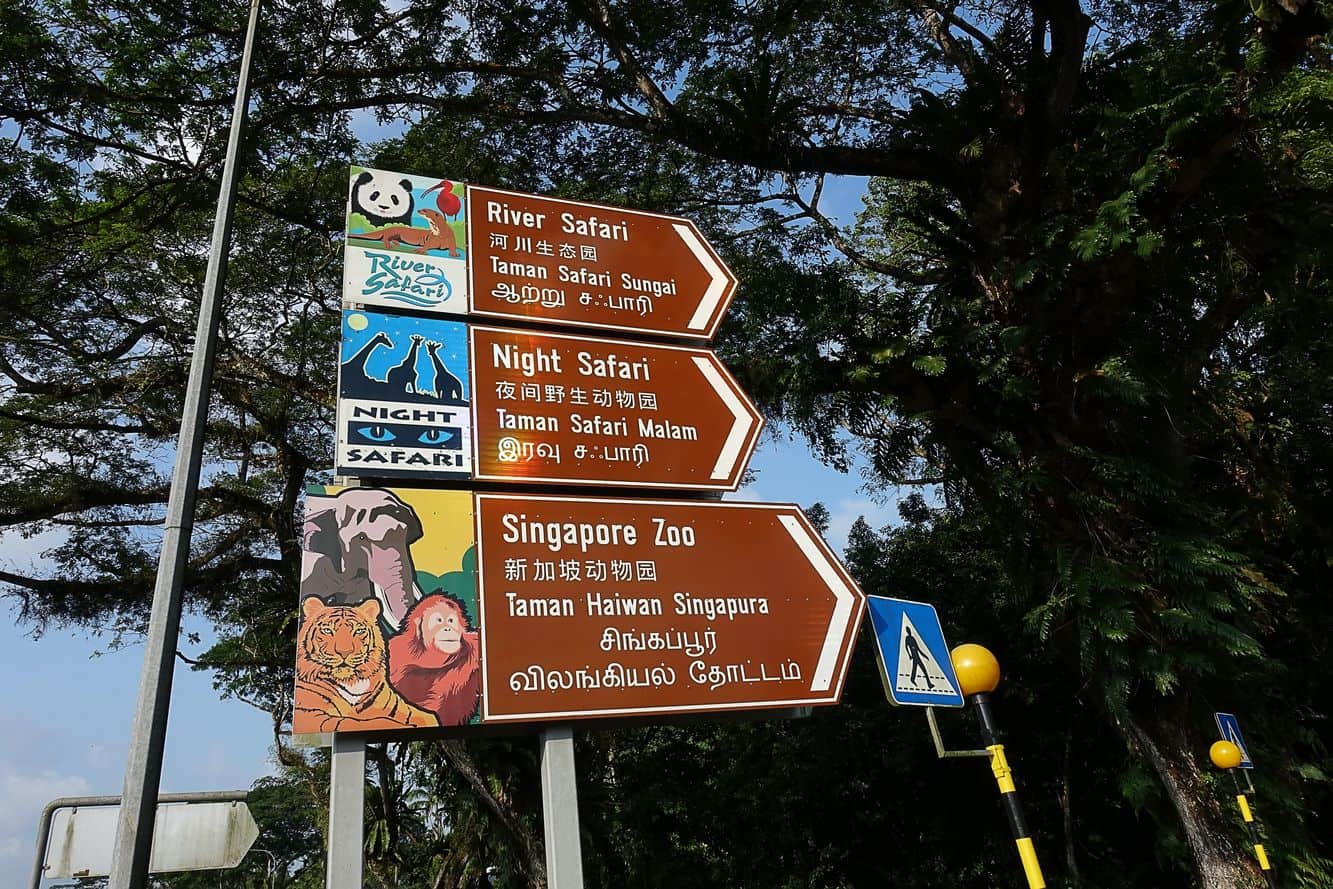 River Safari
River Safari
河川生态园
Taman Safari Sungai
ஆற்று சஃபாரி
NIGHT
SAFARI
Night Safari
夜间野生动物园
Taman Safari Malam
இரவு சஃபாரி
Singapore Zoo
新加坡动物园
Taman Haiwan Singapura
சிங்கப்பூர்
விலங்கியல் தோட்டம்